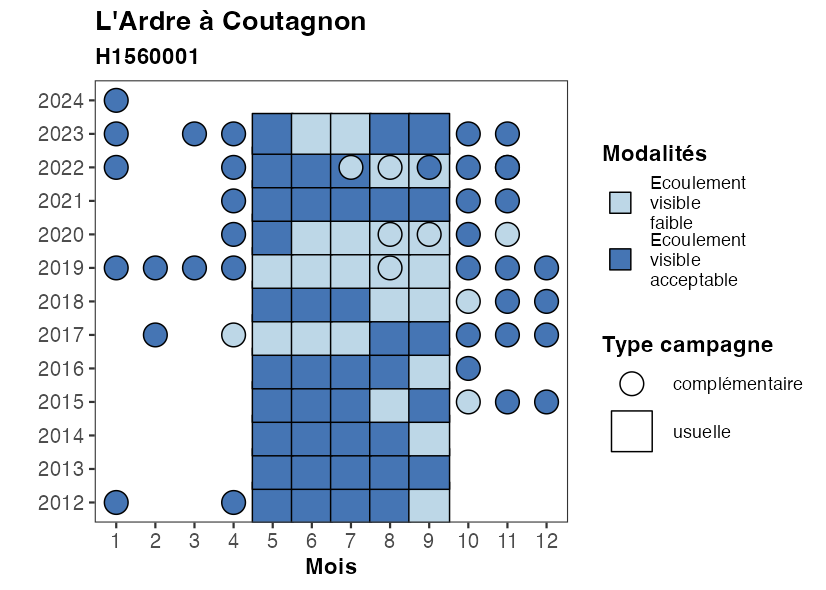 L'Ardre à Coutagnon
H1560001
2024
2023
2022
2021
2020
2019
2018
2017
2016
2015
2014
2013
2012
1 2 3 4 5 6 7 8 9 10 11 12
Mois
Modalités
Ecoulement
visible
faible
Ecoulement
visible
acceptable
Type campagne
complémentaire
usuelle